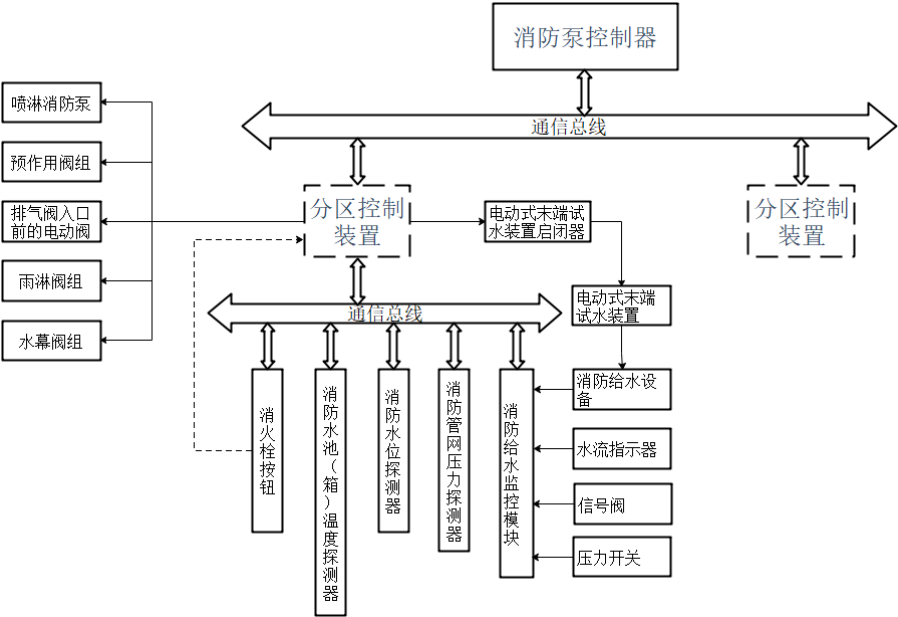 消防泵控制器
通信总线
喷淋消防泵
预作用阀组
排气阀入口
前的电动阀
雨淋阀组
水幕阀组
分区控制
装置
电动式末端试
水装置启闭器
分区控制
装置
电动式末端
试水装置
通信总线
消火栓按钮
消防水池（箱）温度探测器
消防水位探测器
消防管网压力探测器
消防给水监控模块
消防给水设
备
水流指示器
信号阀
压力开关